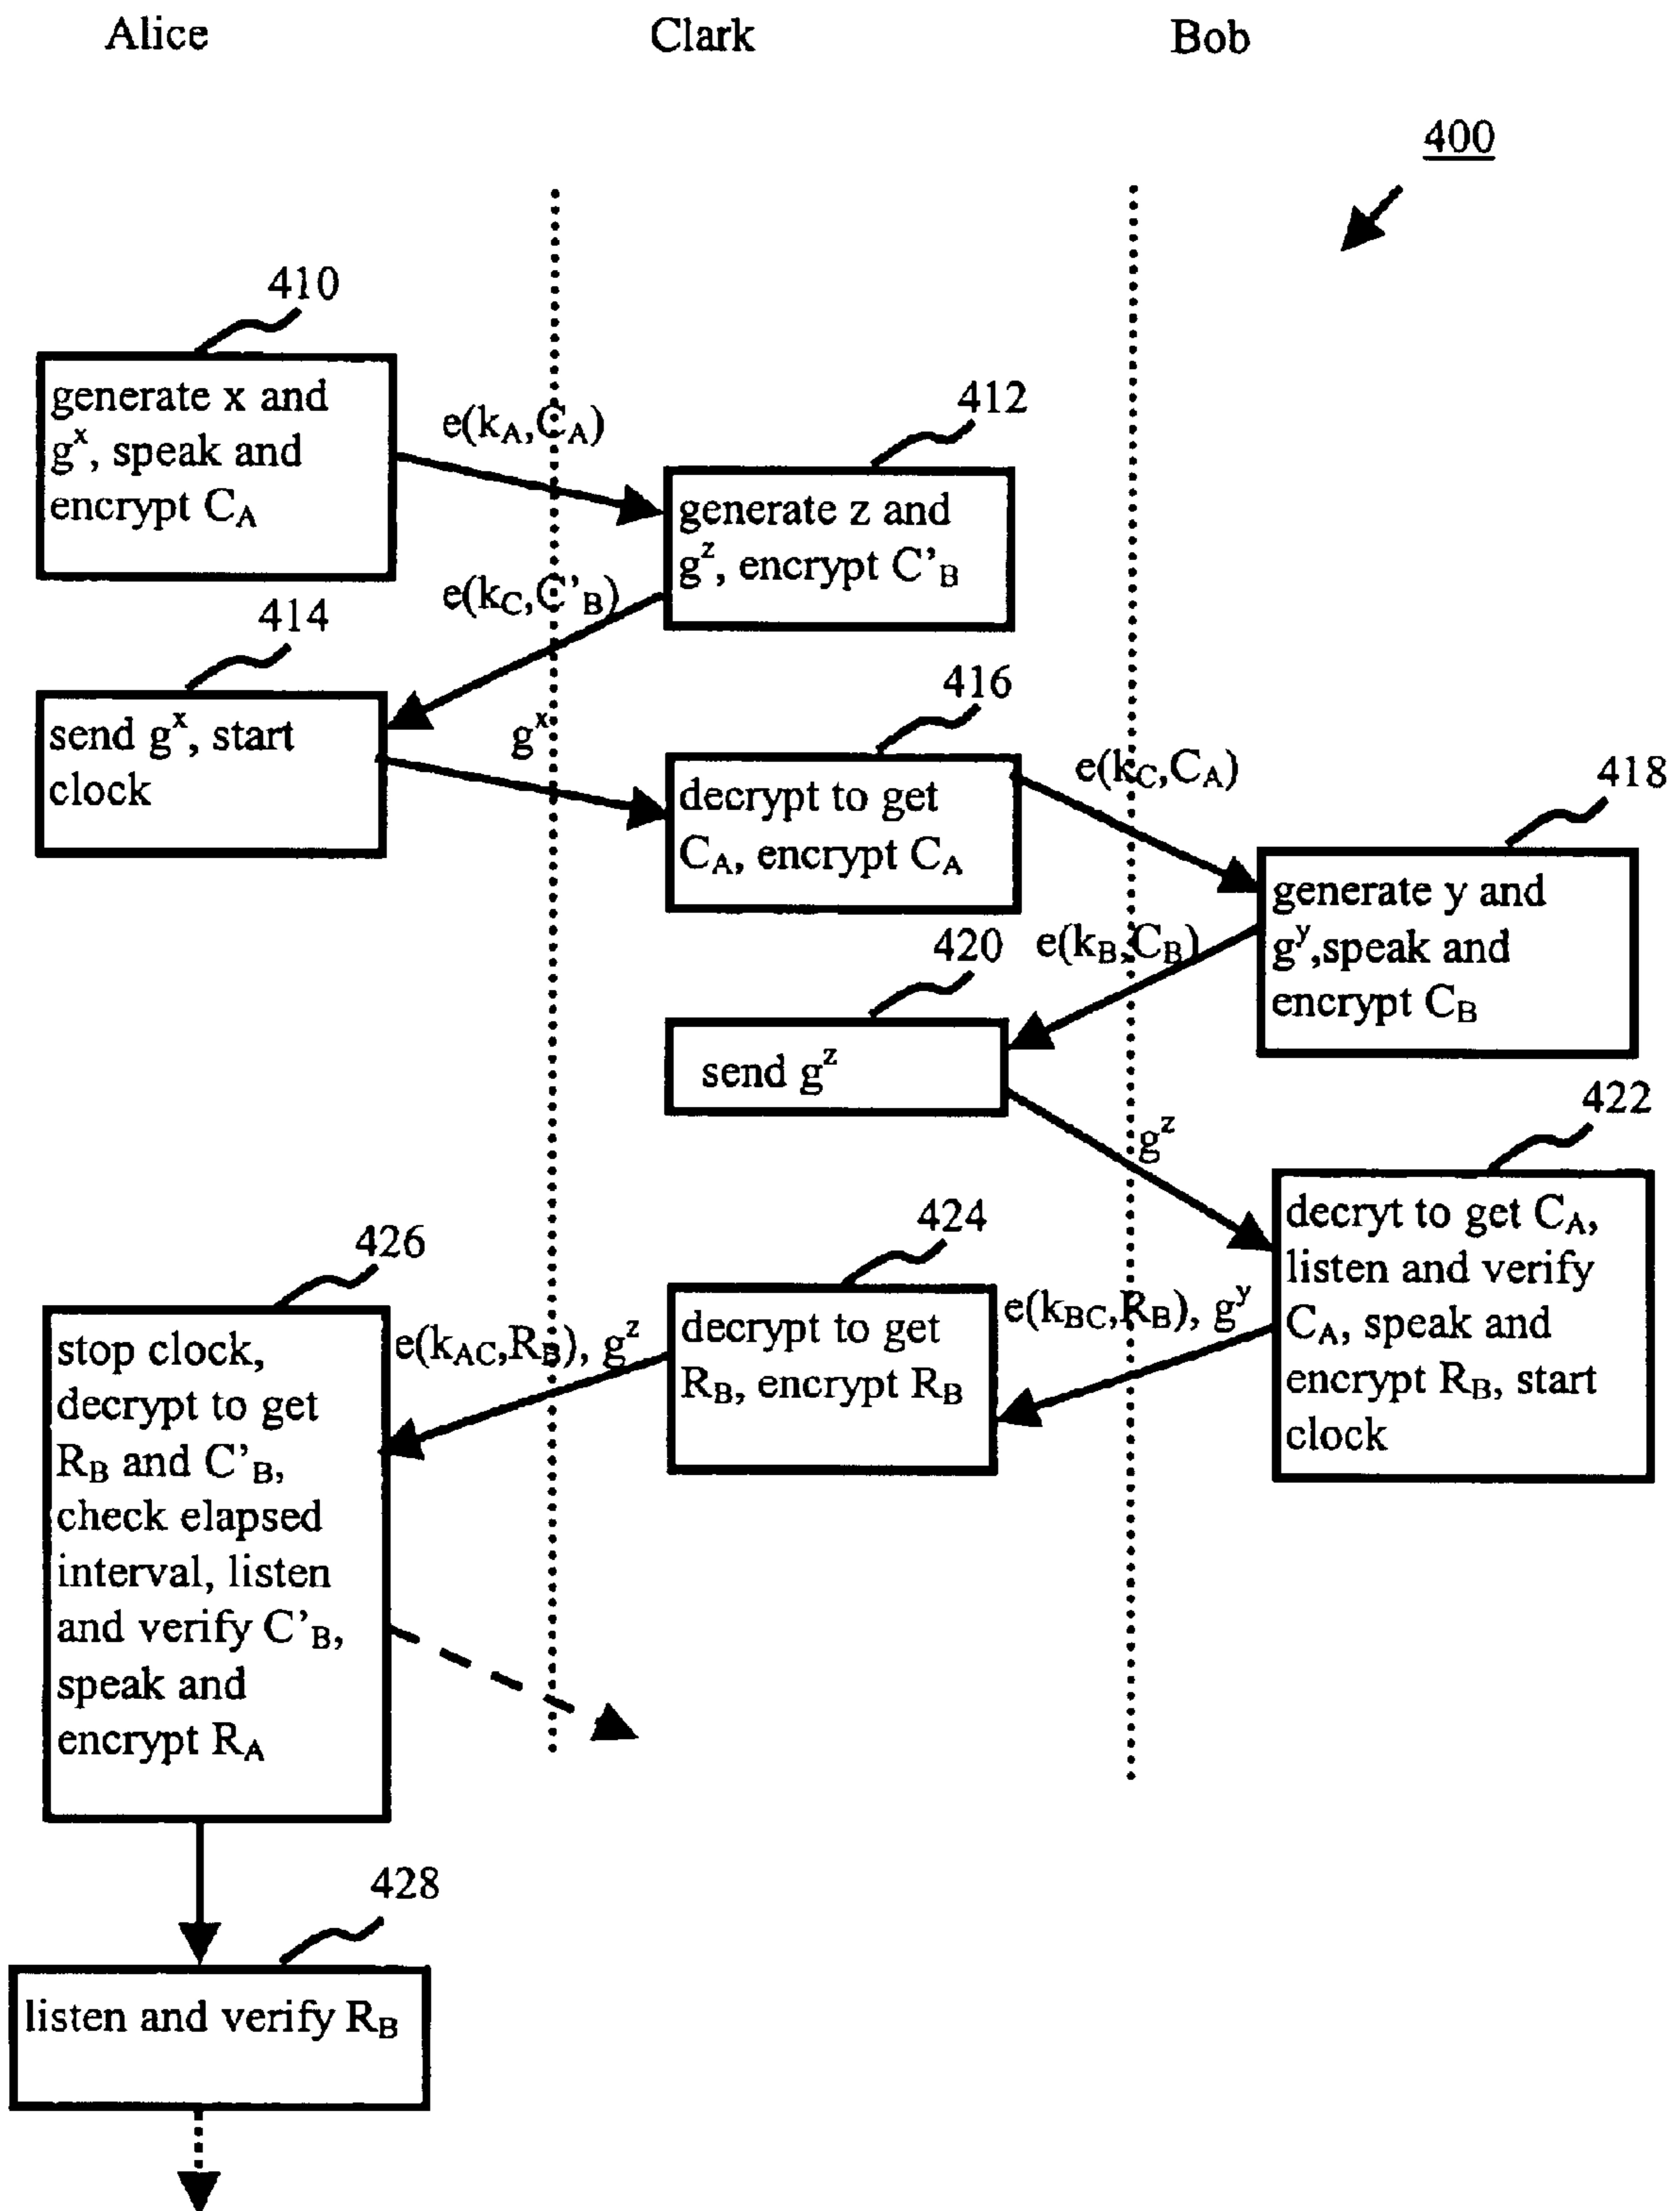 Alice Clark Bob
400
410
generate x and
g^x, speak and
encrypt C_A
e(k_A,C_A)
412
generate z and
g^z, encrypt C'_B
e(k_C,C'_B)
414
send g^x, start
clock
g^x
416
decrypt to get
C_A, encrypt C_A
e(k_C,C_A)
418
generate y and
g^y,speak and
encrypt C_B
e(k_B,C_B)
420
send g^z
g^z
422
decryt to get C_A,
listen and verify
C_A, speak and
encrypt R_B, start
clock
e(k_BC,R_B), g^y
424
decrypt to get
R_B, encrypt R_B
e(k_AC,R_B), g^z
426
stop clock,
decrypt to get
R_B and C'_B,
check elapsed
interval, listen
and verify C'_B,
speak and
encrypt R_A
428
listen and verify R_B